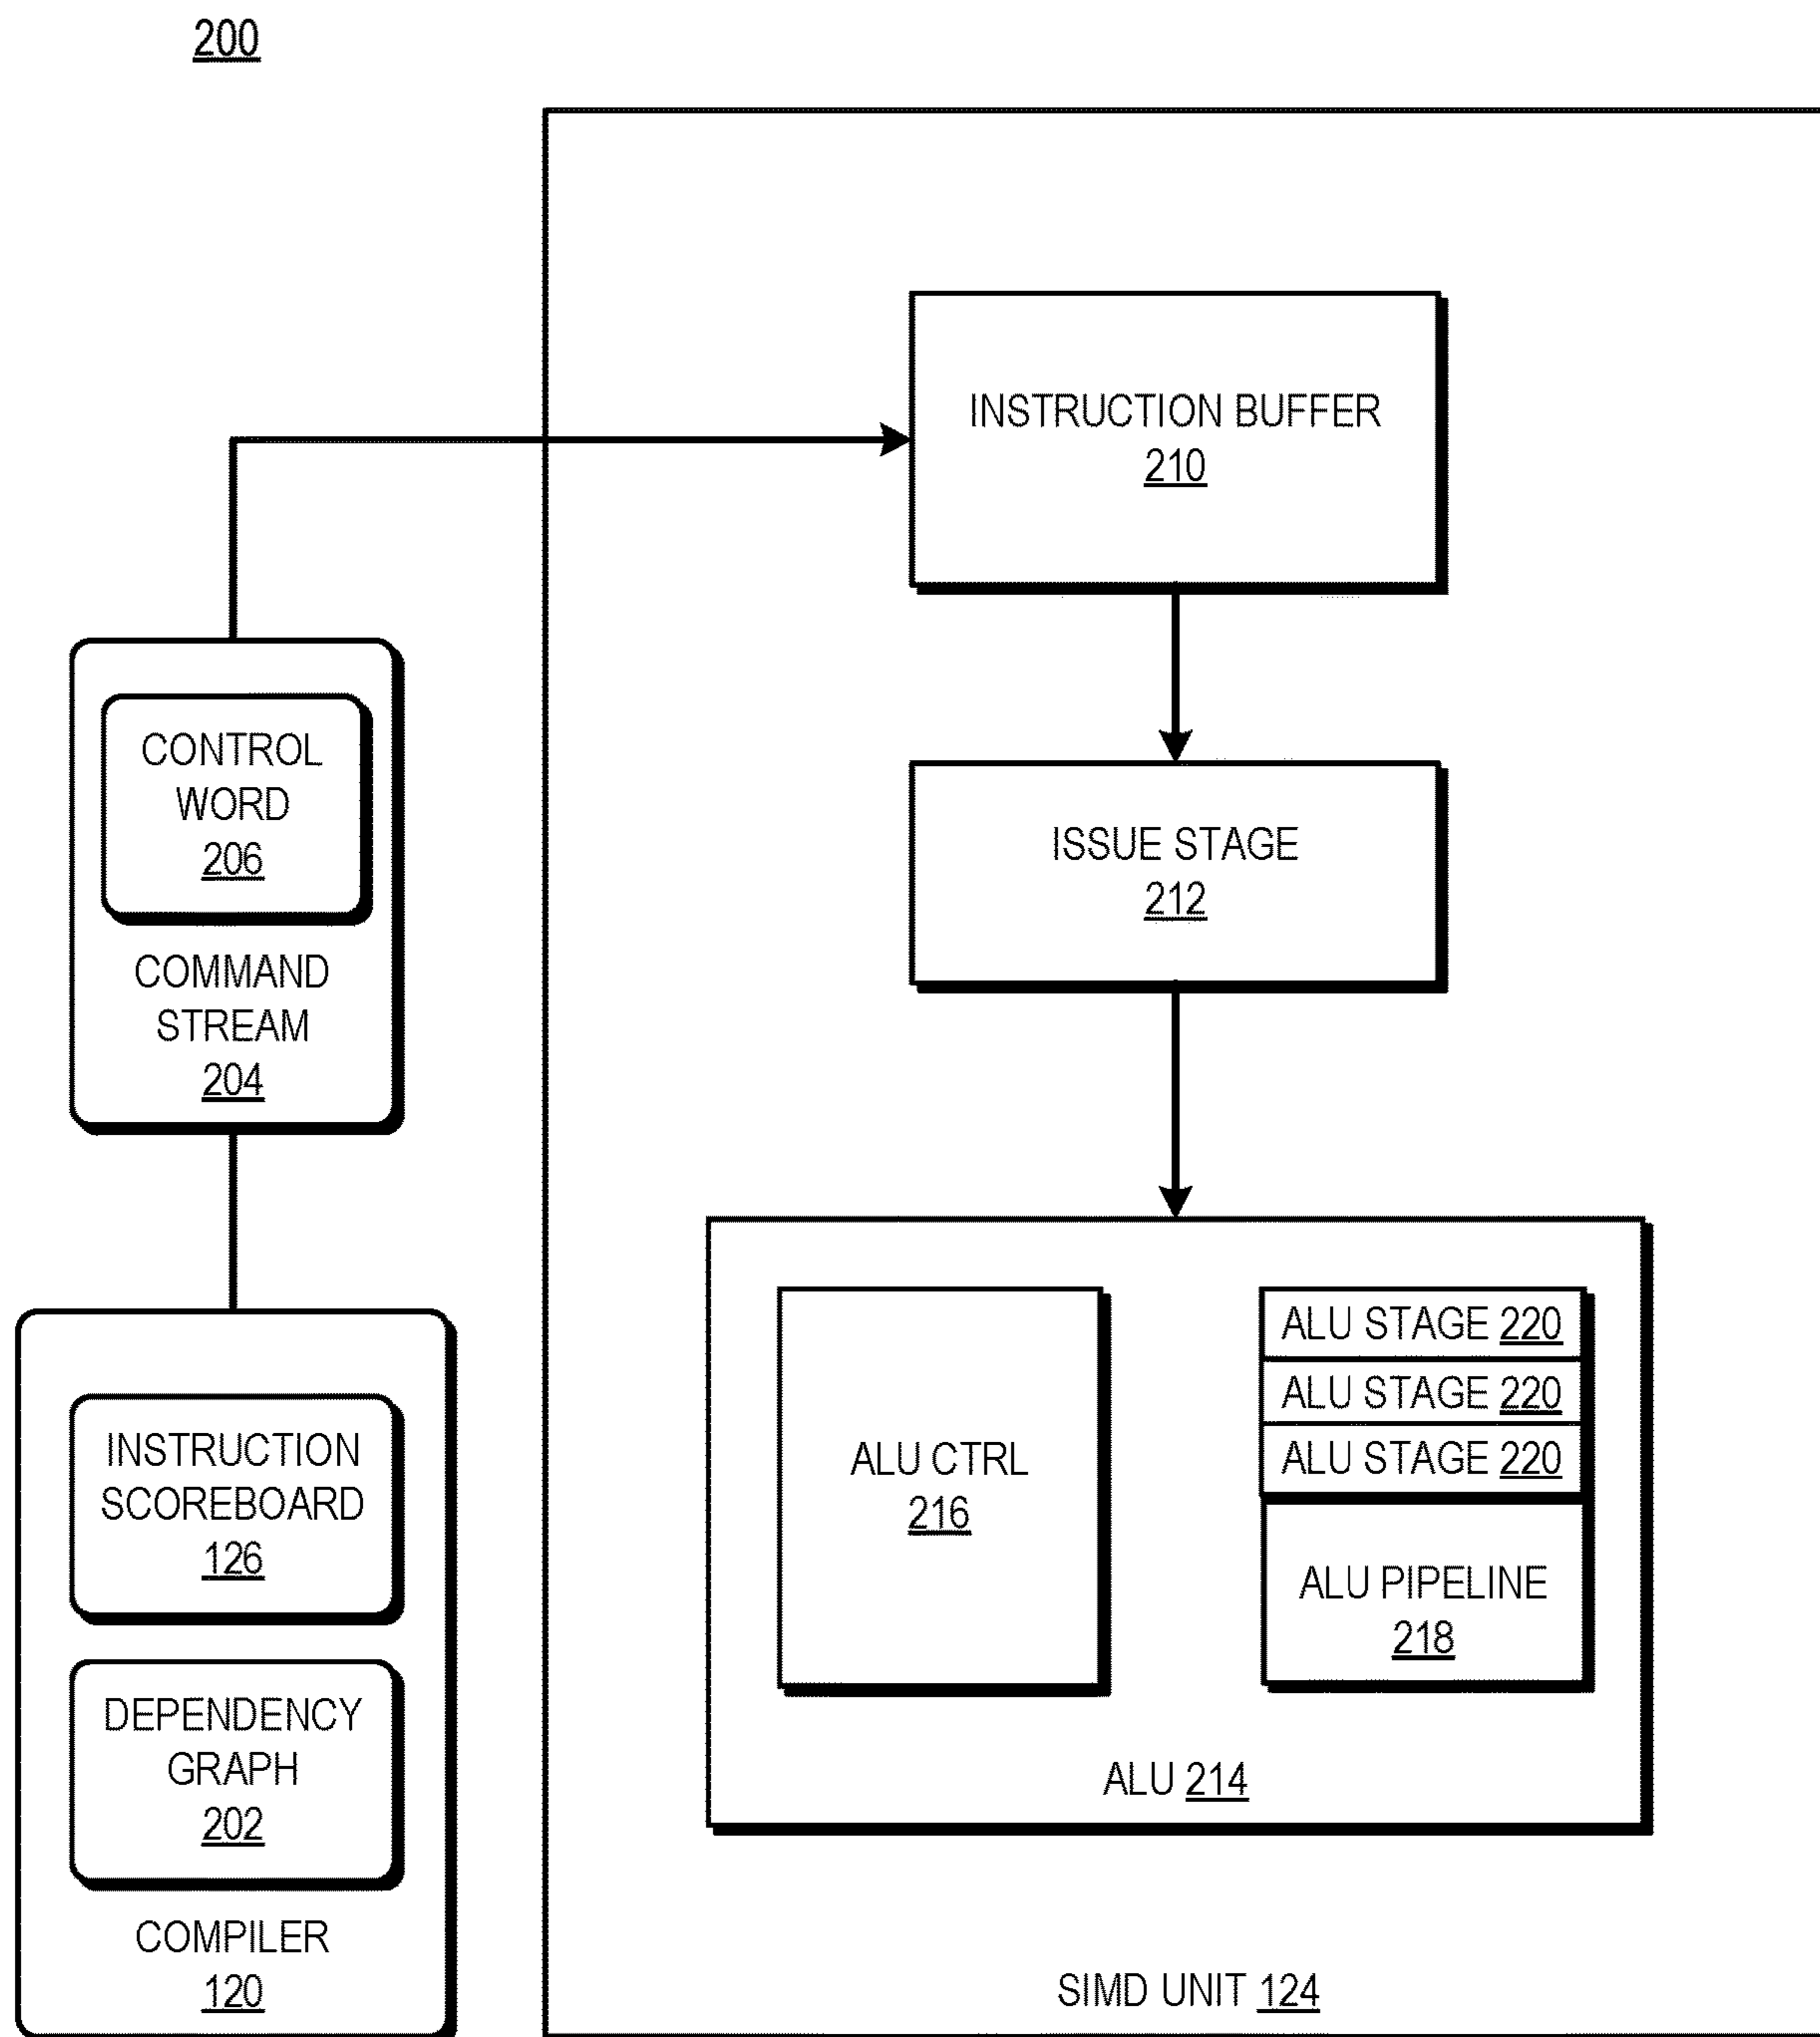 200
INSTRUCTION BUFFER
210
ISSUE STAGE
212
CONTROL
WORD
206
COMMAND
STREAM
204
INSTRUCTION
SCOREBOARD
126
DEPENDENCY
GRAPH
202
COMPILER
120
ALU CTRL
216
ALU STAGE 220
ALU STAGE 220
ALU STAGE 220
ALU PIPELINE
218
ALU 214
SIMD UNIT 124